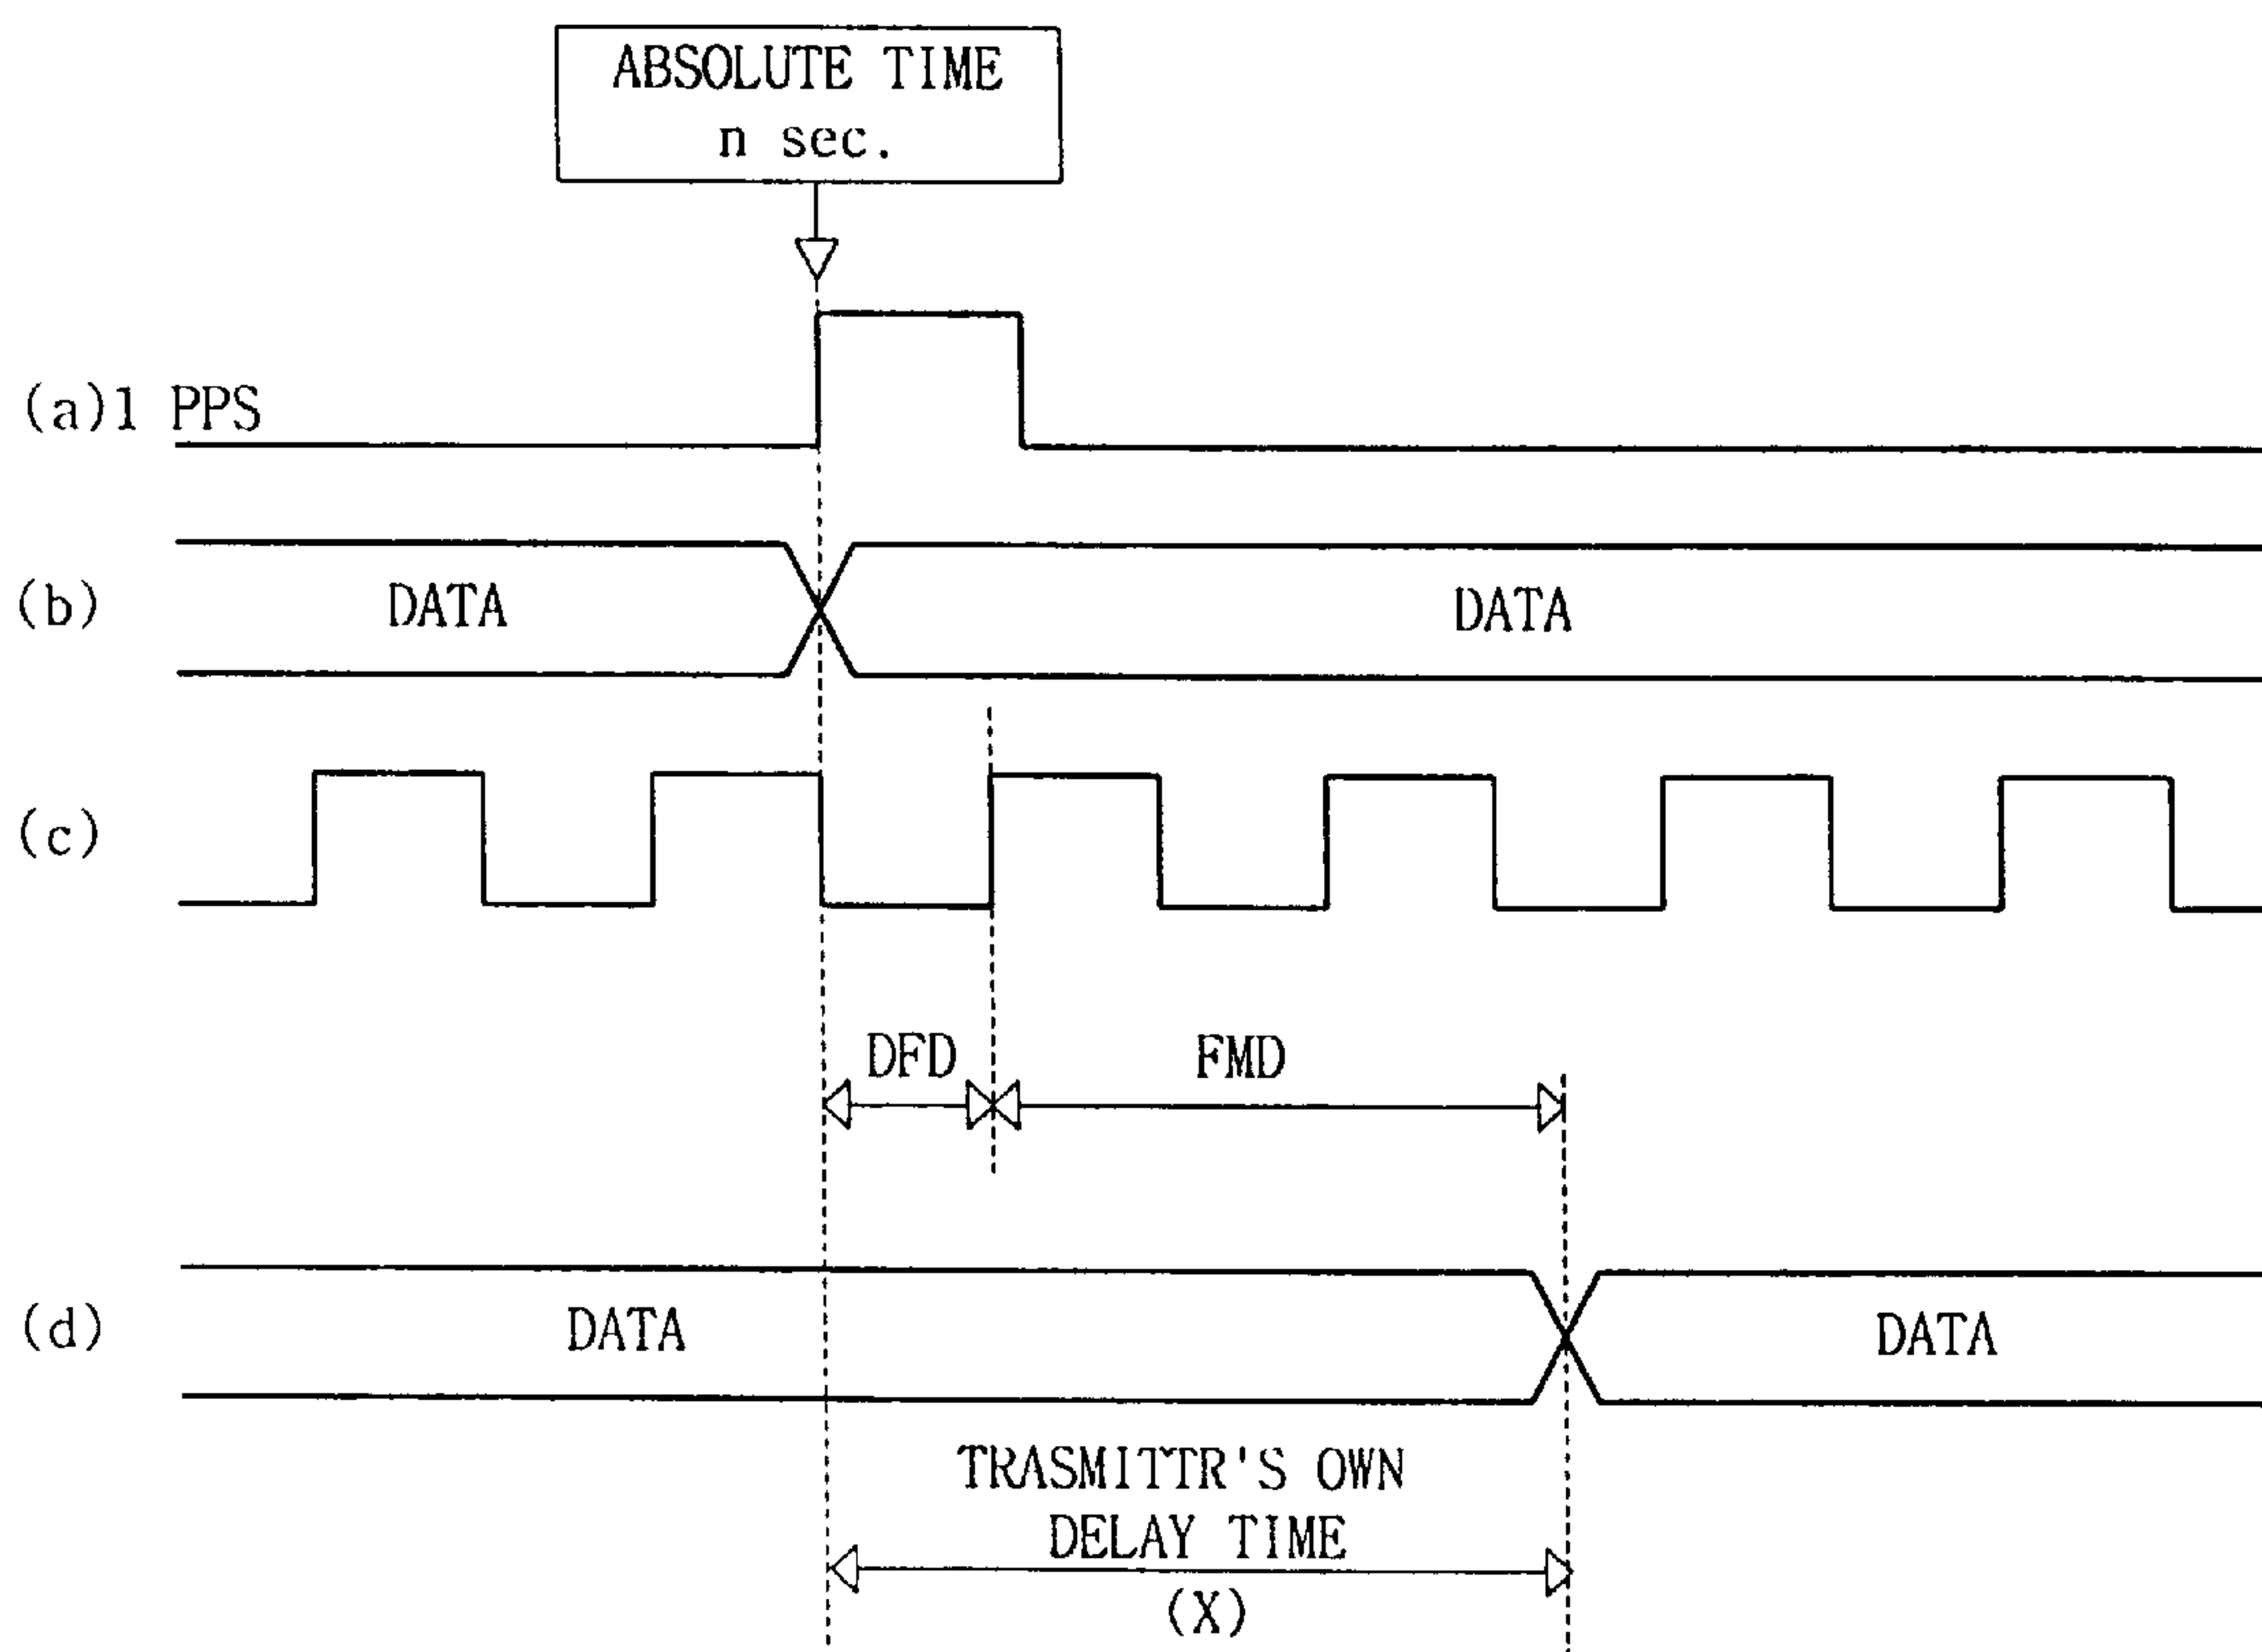 ABSOLUTE TIME
n sec.
(a)1 PPS
(b)
DATA
DATA
(c)
DFD
FMD
(d)
DATA
DATA
TRASMITTR'S OWN
DELAY TIME
(X)